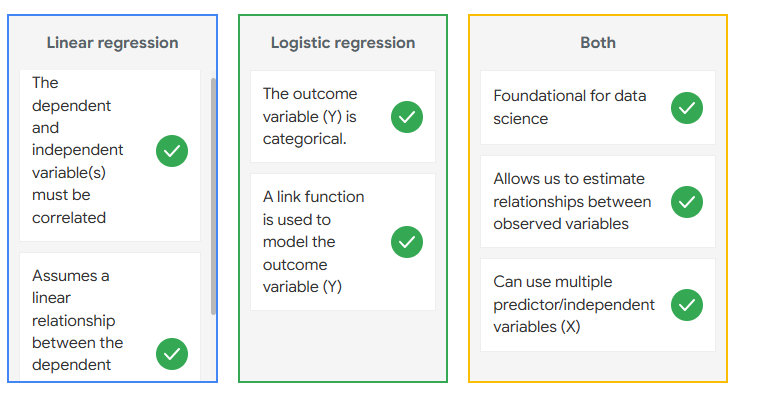 Linear regression
The
dependent
and
independent
variable(s)
must be
correlated
Assumes a
linear
relationship
between the
dependent
Logistic regression
The outcome
variable (Y) is
categorical.
A link function
is used to
model the
outcome
variable (Y)
Both
Foundational for data
science
Allows us to estimate
relationships between
observed variables
Can use multiple
predictor/independent
variables (X)